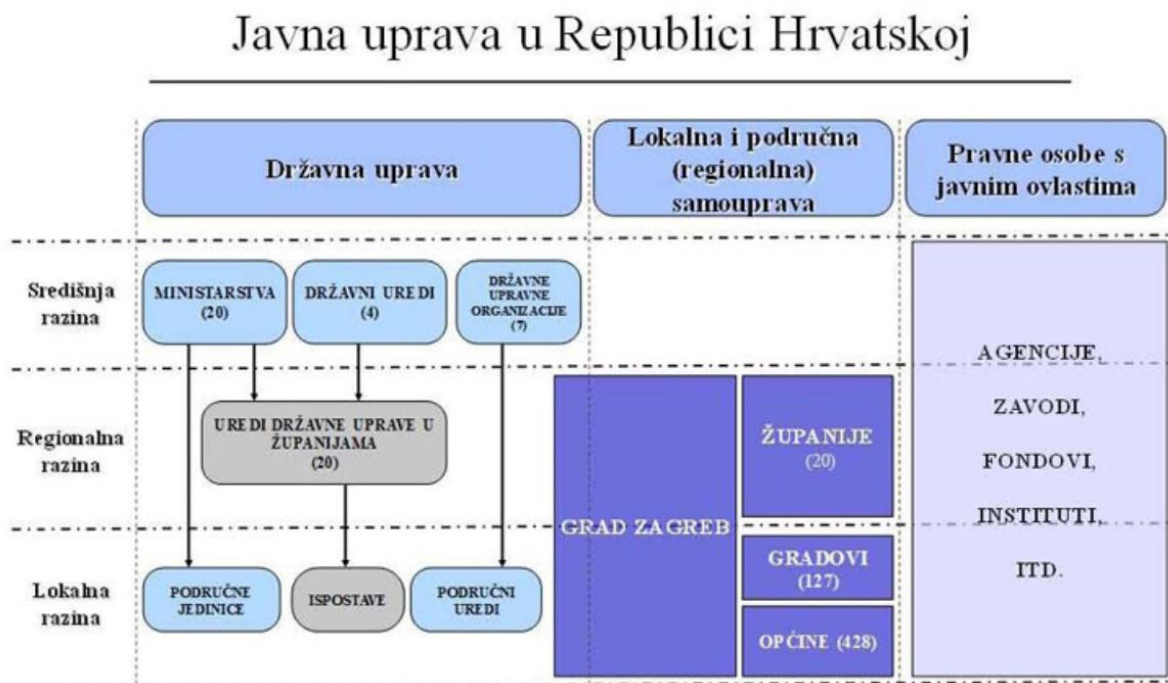 Javna uprava u Republici Hrvatskoj
Državna uprava
Lokalna i područna
(regionalna)
samouprava
Pravne osobe s
javnim ovlastima
Središnja
razina
MINISTARSTVA
(20)
DRŽAVNI UREDI
(4)
DRŽAVNE
UPRAVNE
ORGANIZACIJE
(7)
Regionalna
razina
UREDI DRŽAVNE UPRAVE U
ŽUPANIJAMA
(20)
GRAD ZAGREB
ŽUPANIJE
(20)
Lokalna
razina
PODRUČNE
JEDINICE
ISPOSTAVE
PODRUČNI
UREDI
GRADOVI
(127)
OPĆINE (428)
AGENCIJE,
ZAVODI,
FONDOVI,
INSTITUTI,
ITD.